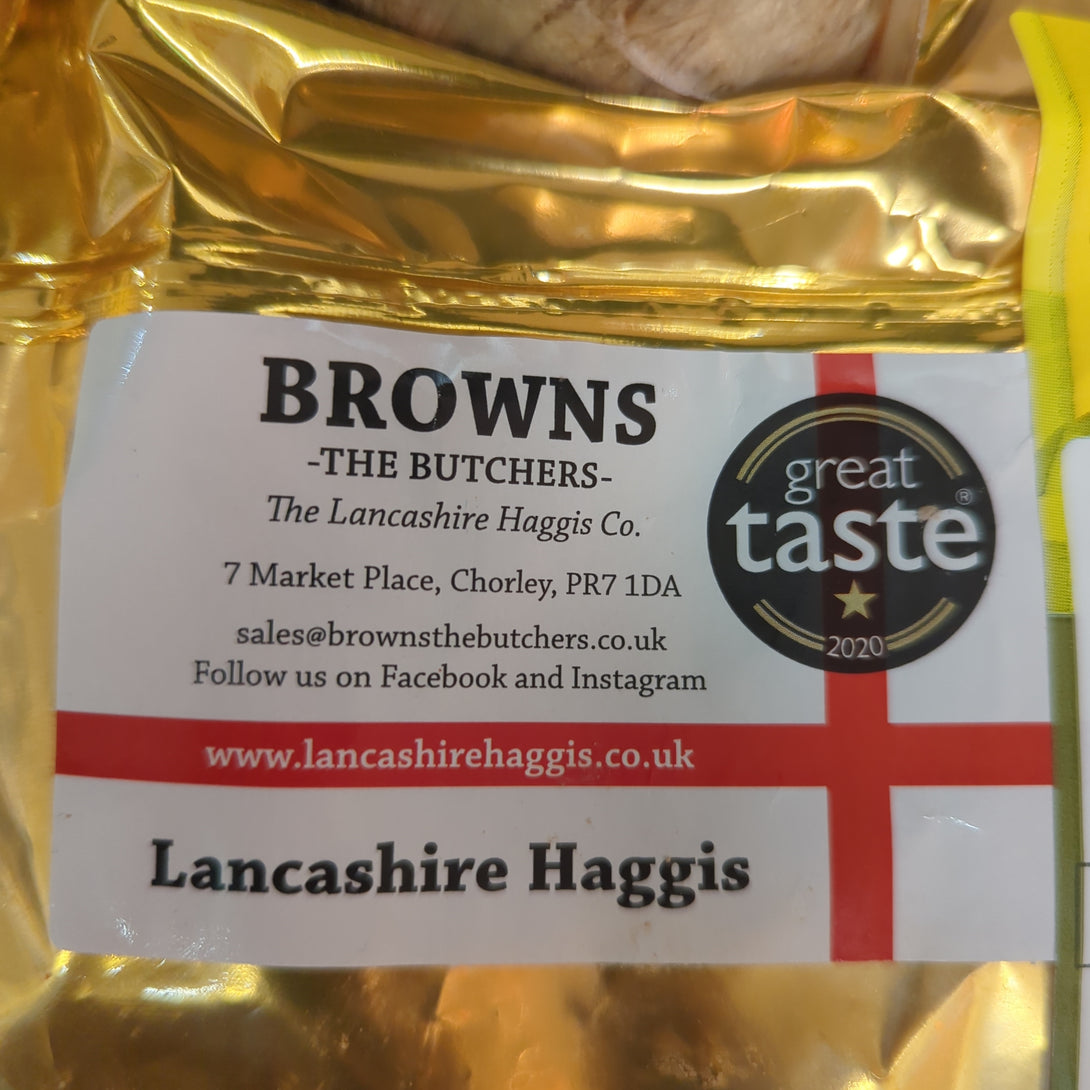 BROWNS
-THE BUTCHERS-
The Lancashire Haggis Co.
7 Market Place, Chorley, PR7 1DA
sales@brownsthebutchers.co.uk
Follow us on Facebook and Instagram
www.lancashirehaggis.co.uk
Lancashire Haggis
great
taste®
2020